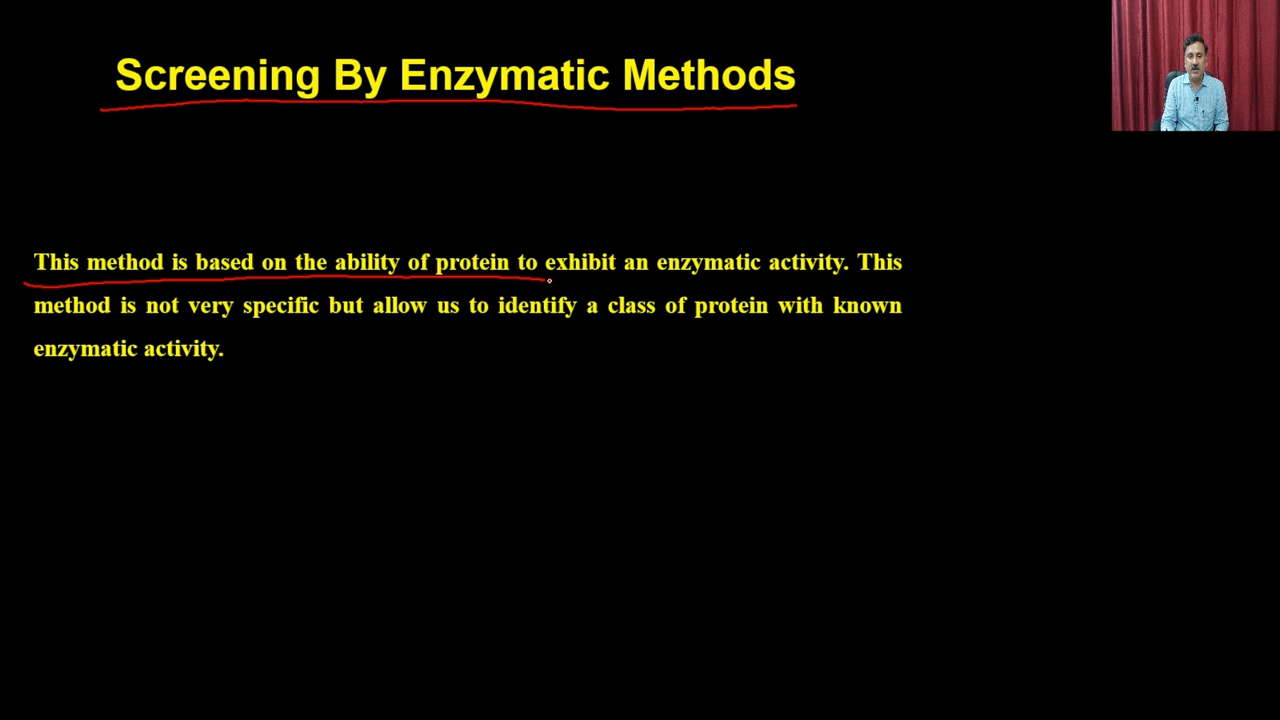 Screening By Enzymatic Methods
This method is based on the ability of protein to exhibit an enzymatic activity. This
method is not very specific but allow us to identify a class of protein with known
enzymatic activity.